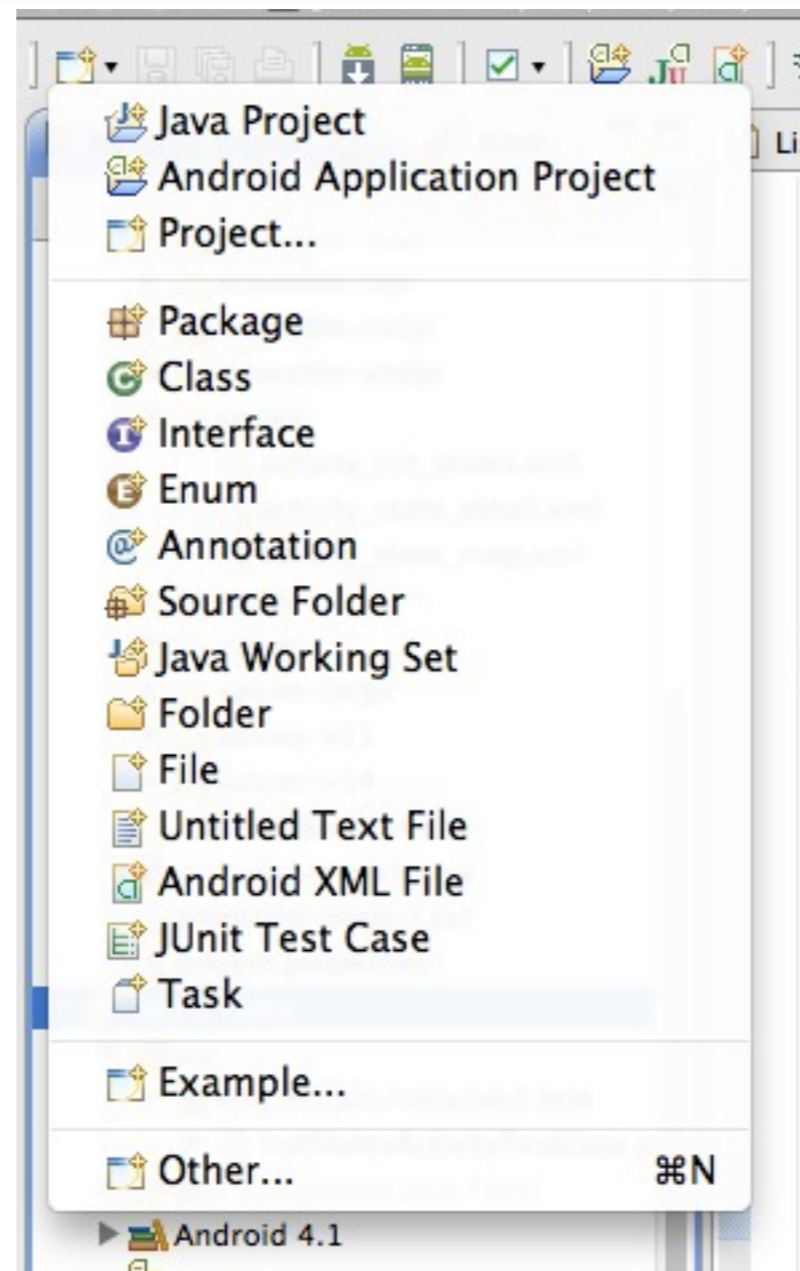 Li
Java Project
Android Application Project
Project...
Package
Class
Interface
Enum
Annotation
Source Folder
Java Working Set
Folder
File
Untitled Text File
Android XML File
JUnit Test Case
Task
Example...
Other... ⌘N
Android 4.1